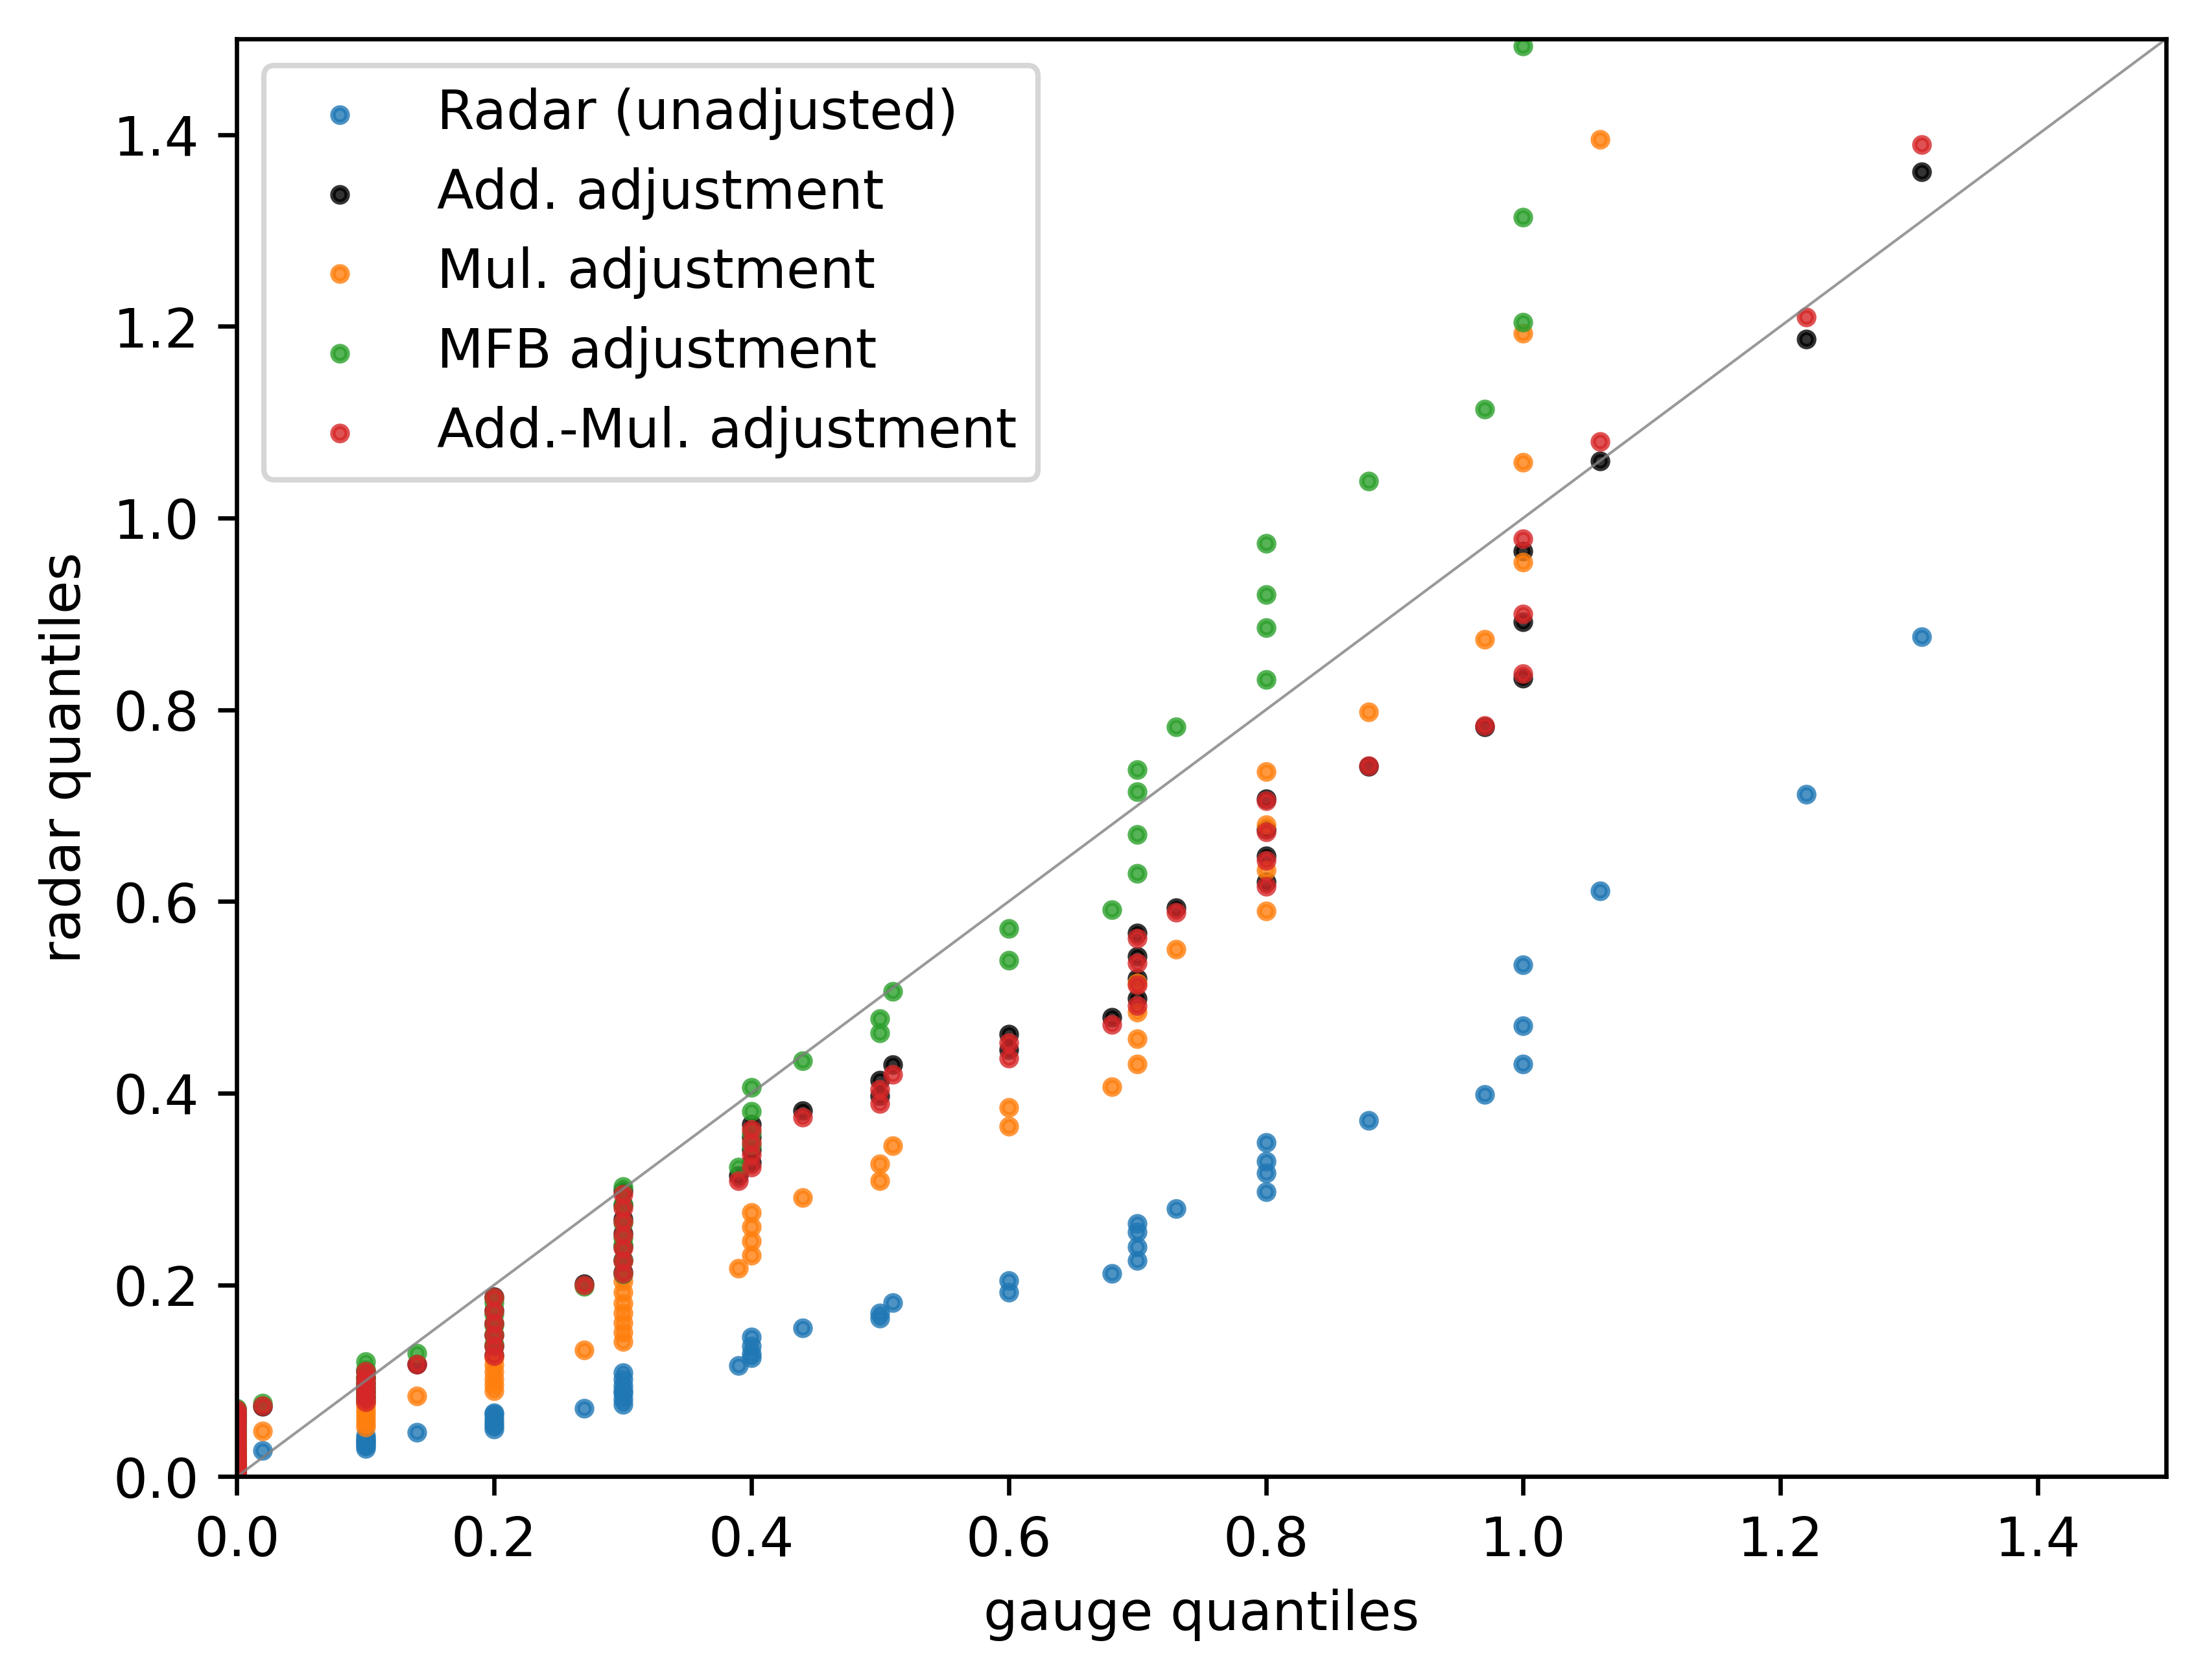 Radar (unadjusted)
Add. adjustment
Mul. adjustment
MFB adjustment
Add.-Mul. adjustment
radar quantiles
1.4
1.2
1.0
0.8
0.6
0.4
0.2
0.0
0.0 0.2 0.4 0.6 0.8 1.0 1.2 1.4
gauge quantiles